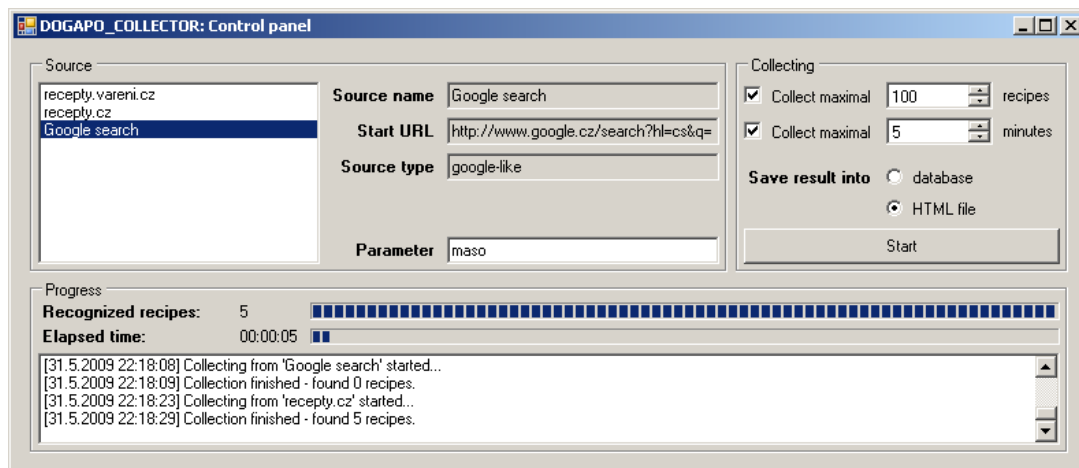 DOGAPO_COLLECTOR: Control panel
Source
recepty.vareni.cz
recepty.cz
Google search
Source name Google search
Start URL http://www.google.cz/search?hl=cs&q=
Source type google-like
Parameter maso
Collecting
Collect maximal 100 recipes
Collect maximal 5 minutes
Save result into database
HTML file
Start
Progress
Recognized recipes: 5
Elapsed time: 00:00:05
[31.5.2009 22:18:08] Collecting from 'Google search' started...
[31.5.2009 22:18:09] Collection finished - found 0 recipes.
[31.5.2009 22:18:23] Collecting from 'recepty.cz' started...
[31.5.2009 22:18:29] Collection finished - found 5 recipes.